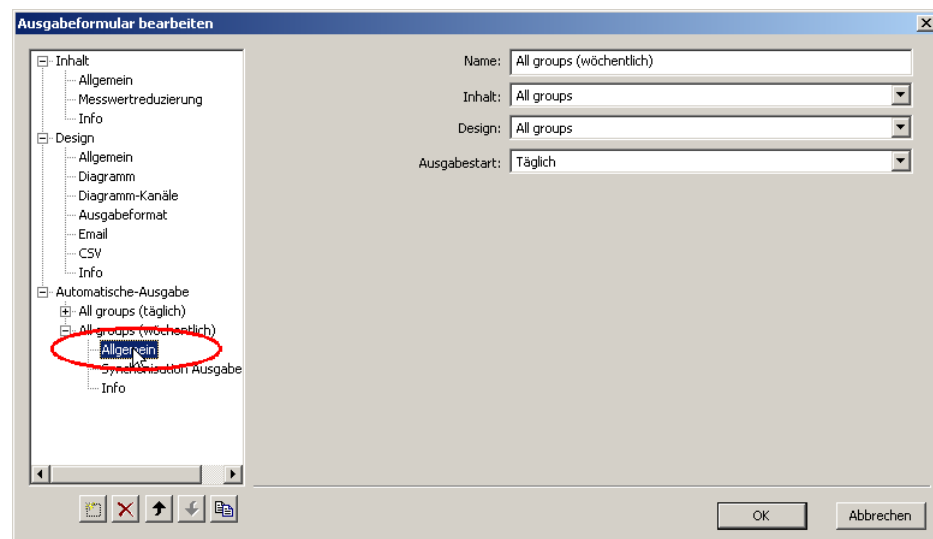 Ausgabeformular bearbeiten
Inhalt
Allgemein
Messwertreduzierung
Info
Design
Allgemein
Diagramm
Diagramm-Kanäle
Ausgabeformat
Email
CSV
Info
Automatische-Ausgabe
All groups (täglich)
All groups (wöchentlich)
Allgemein
Synchonisation Ausgabe
Info
Name: All groups (wöchentlich)
Inhalt: All groups
Design: All groups
Ausgabestart: Täglich
OK
Abbrechen